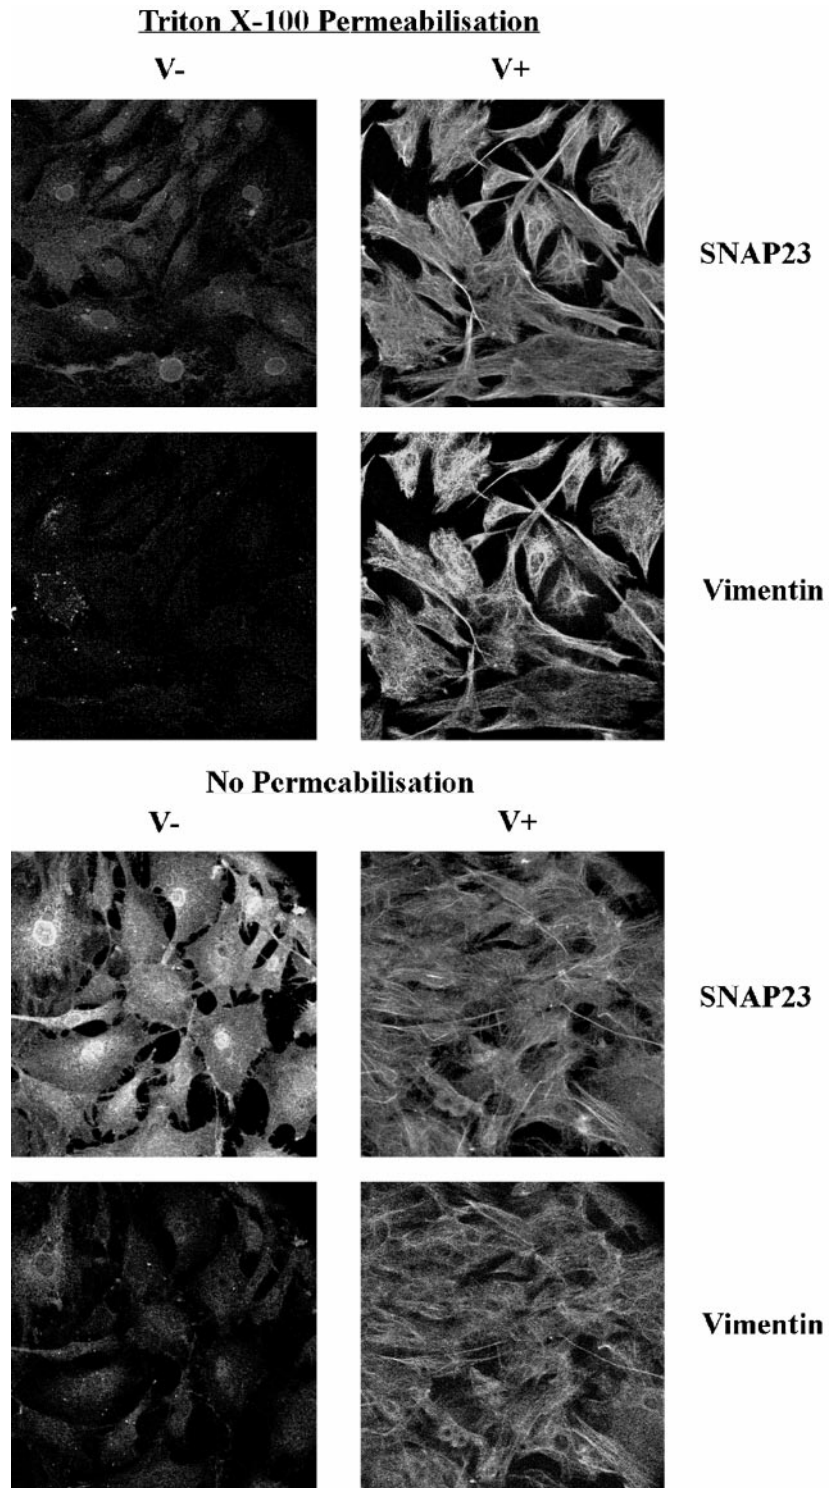 Triton X-100 Permeabilisation
V- V+
SNAP23
Vimentin
No Permeabilisation
V- V+
SNAP23
Vimentin